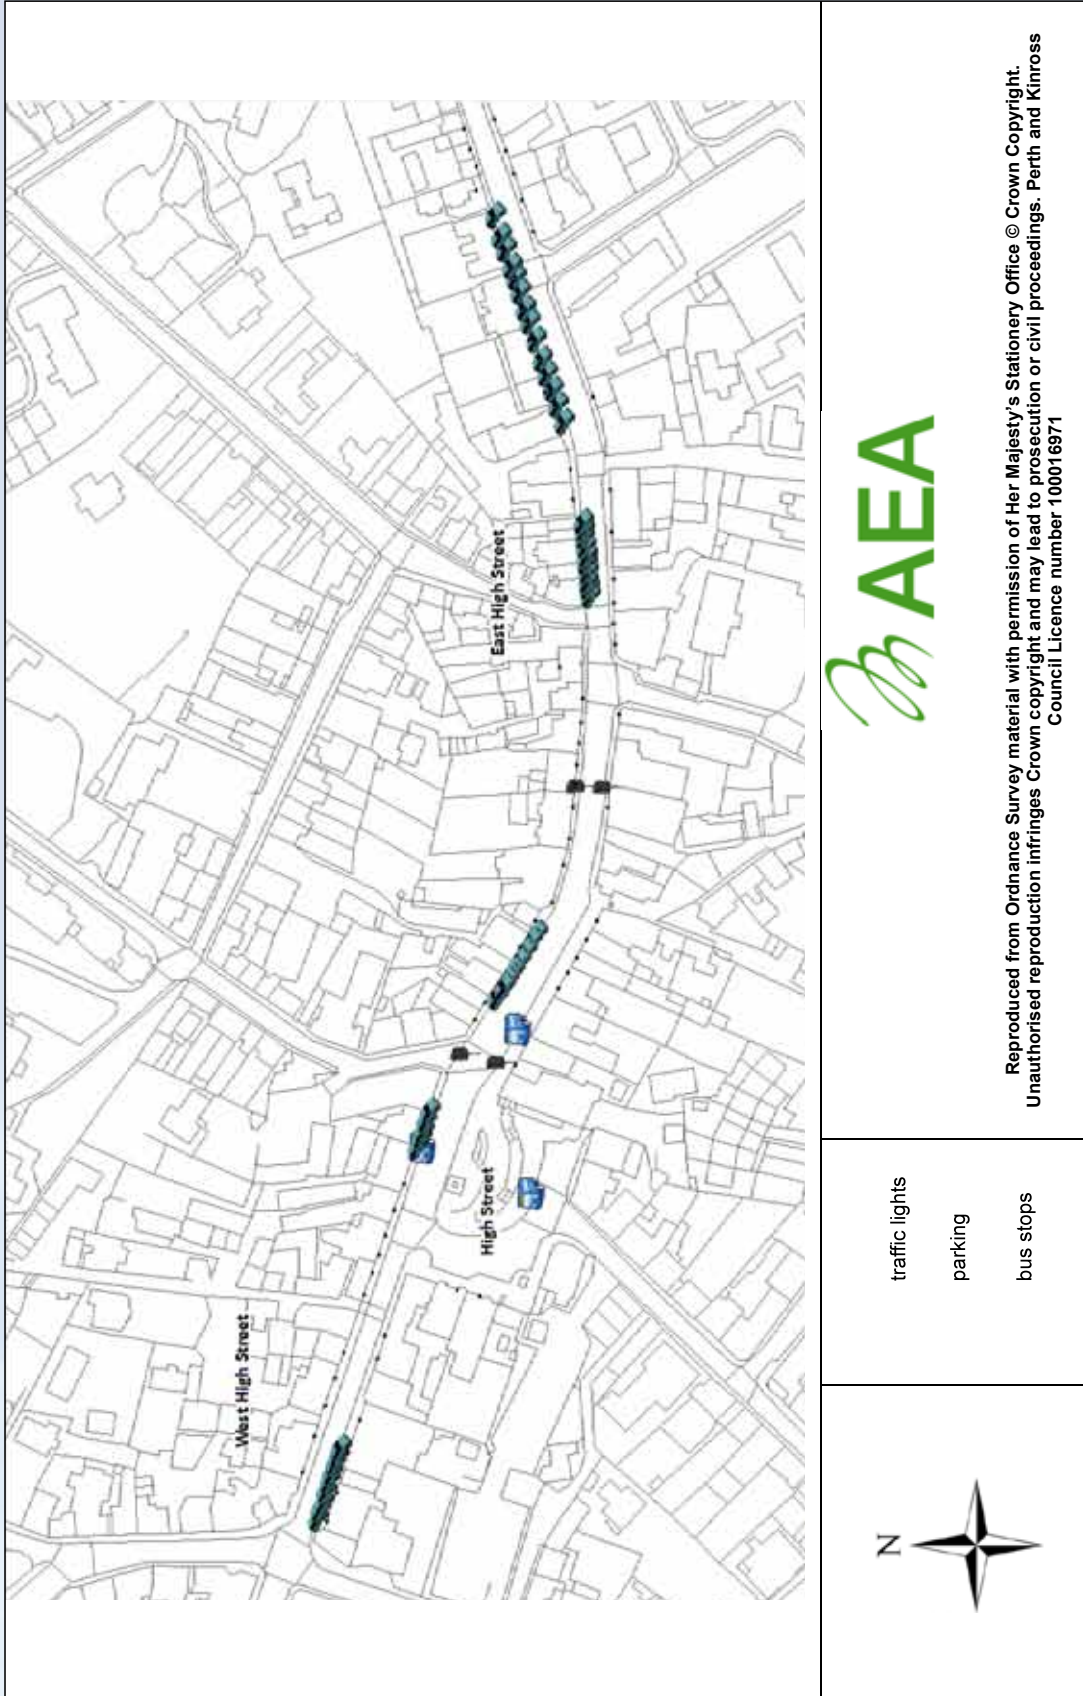 West High Street
High Street
East High Street
N
traffic lights
parking
bus stops
AEA
Reproduced from Ordnance Survey material with permission of Her Majesty's Stationery Office © Crown Copyright.
Unauthorised reproduction infringes Crown copyright and may lead to prosecution or civil proceedings. Perth and Kinross
Council Licence number 100016971